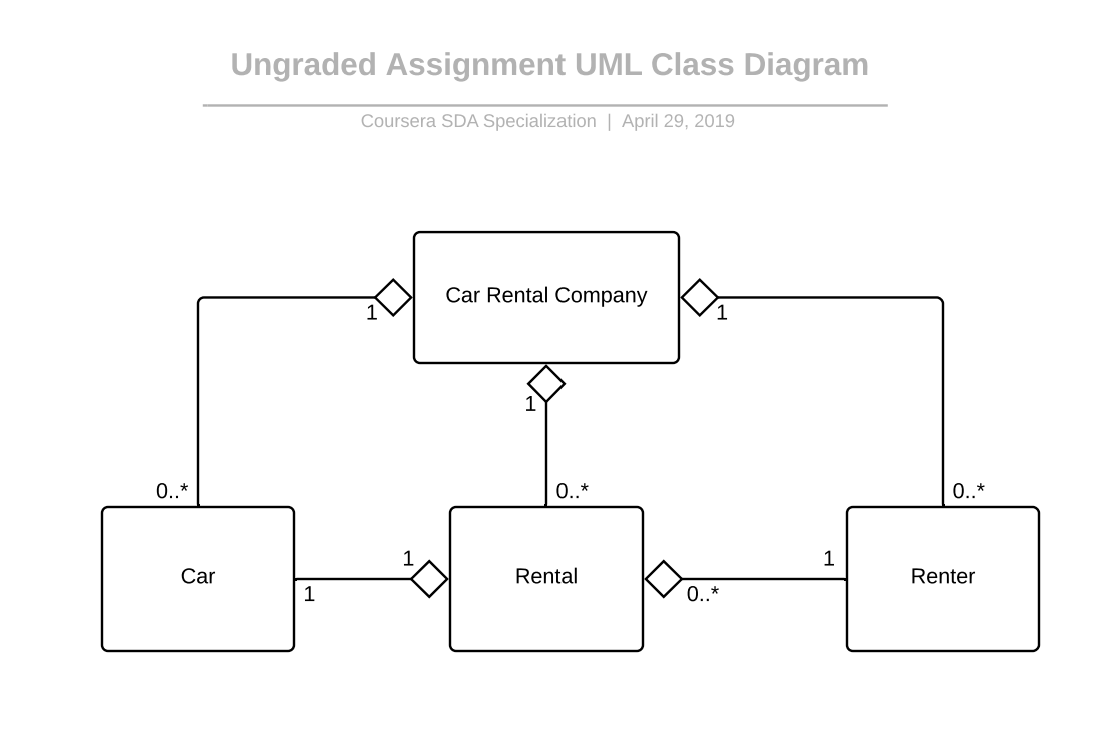 Ungraded Assignment UML Class Diagram
Coursera SDA Specialization | April 29, 2019
Car Rental Company
1
1
1
0..*
0..*
0..*
Car
1
1
Rental
0..*
1
Renter